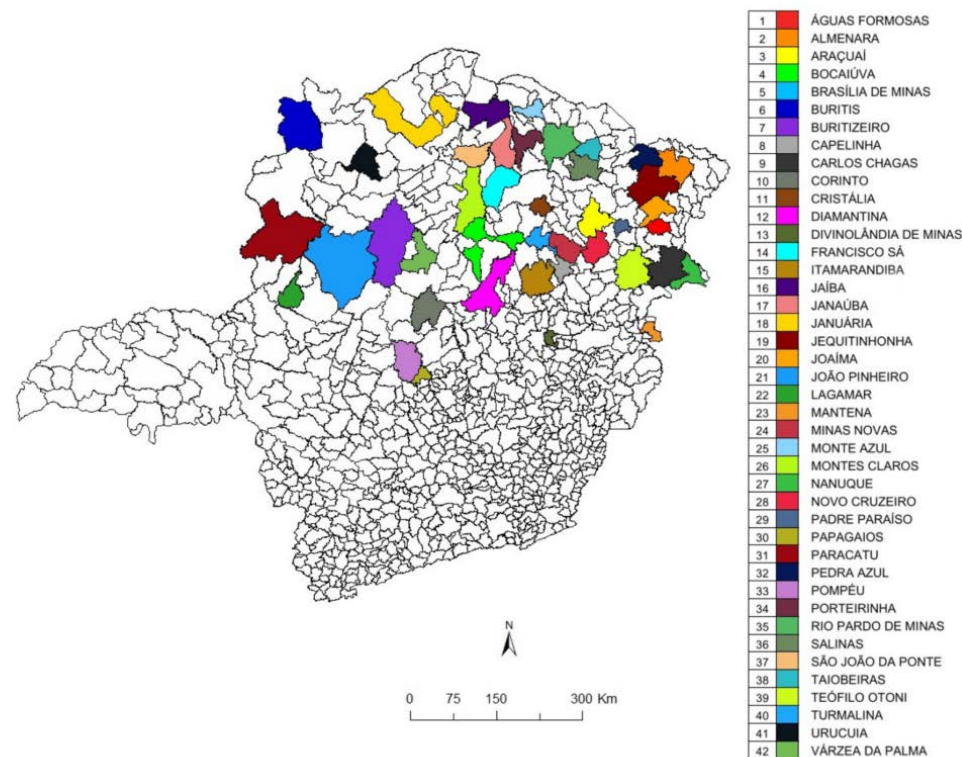 1 ÁGUAS FORMOSAS
2 ALMENARA
3 ARAÇUAÍ
4 BOCAIÚVA
5 BRASÍLIA DE MINAS
6 BURITIS
7 BURITIZEIRO
8 CAPELINHA
9 CARLOS CHAGAS
10 CORINTO
11 CRISTÁLIA
12 DIAMANTINA
13 DIVINOLÂNDIA DE MINAS
14 FRANCISCO SÁ
15 ITAMARANDIBA
16 JAÍBA
17 JANAÚBA
18 JANUÁRIA
19 JEQUITINHONHA
20 JOAÍMA
21 JOÃO PINHEIRO
22 LAGAMAR
23 MANTENA
24 MINAS NOVAS
25 MONTE AZUL
26 MONTES CLAROS
27 NANUQUE
28 NOVO CRUZEIRO
29 PADRE PARAÍSO
30 PAPAGAIOS
31 PARACATU
32 PEDRA AZUL
33 POMPÉU
34 PORTEIRINHA
35 RIO PARDO DE MINAS
36 SALINAS
37 SÃO JOÃO DA PONTE
38 TAIOBEIRAS
39 TEÓFILO OTONI
40 TURMALINA
41 URUCUIA
42 VÁRZEA DA PALMA
N
0 75 150 300 Km